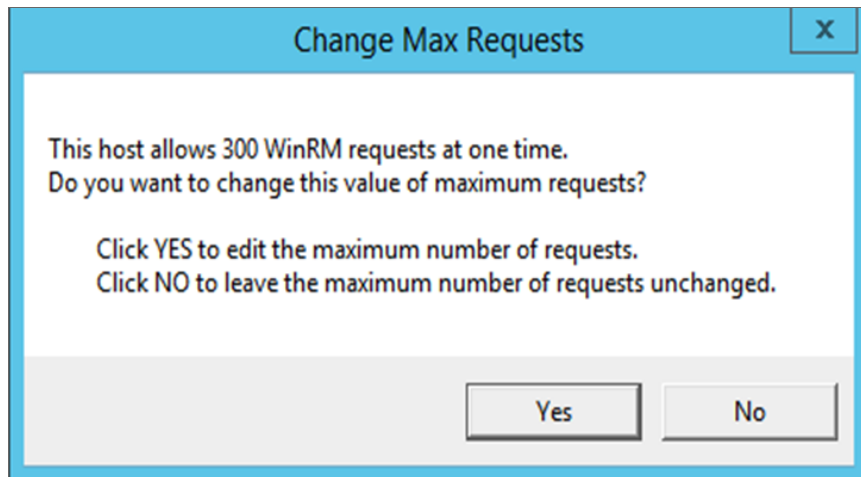 Change Max Requests
x
This host allows 300 WinRM requests at one time.
Do you want to change this value of maximum requests?
Click YES to edit the maximum number of requests.
Click NO to leave the maximum number of requests unchanged.
Yes
No